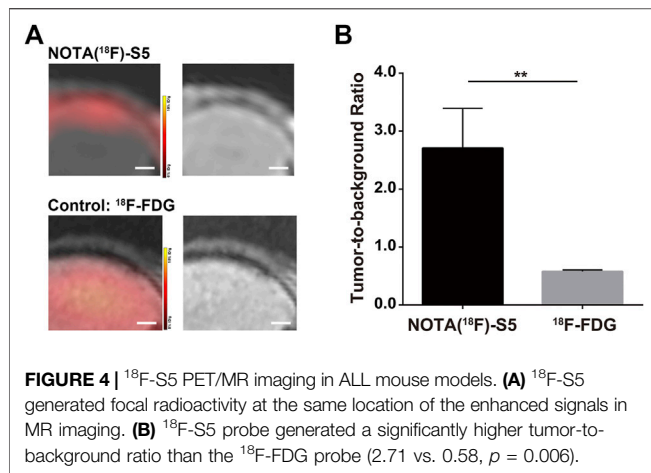 A
NOTA(¹⁸F)-S5
Control: ¹⁸F-FDG
B
**
Tumor-to-background Ratio
4.0
3.0
2.0
1.0
0.0
NOTA(¹⁸F)-S5 ¹⁸F-FDG
FIGURE 4 | ¹⁸F-S5 PET/MR imaging in ALL mouse models. (A) ¹⁸F-S5
generated focal radioactivity at the same location of the enhanced signals in
MR imaging. (B) ¹⁸F-S5 probe generated a significantly higher tumor-to-
background ratio than the ¹⁸F-FDG probe (2.71 vs. 0.58, p = 0.006).